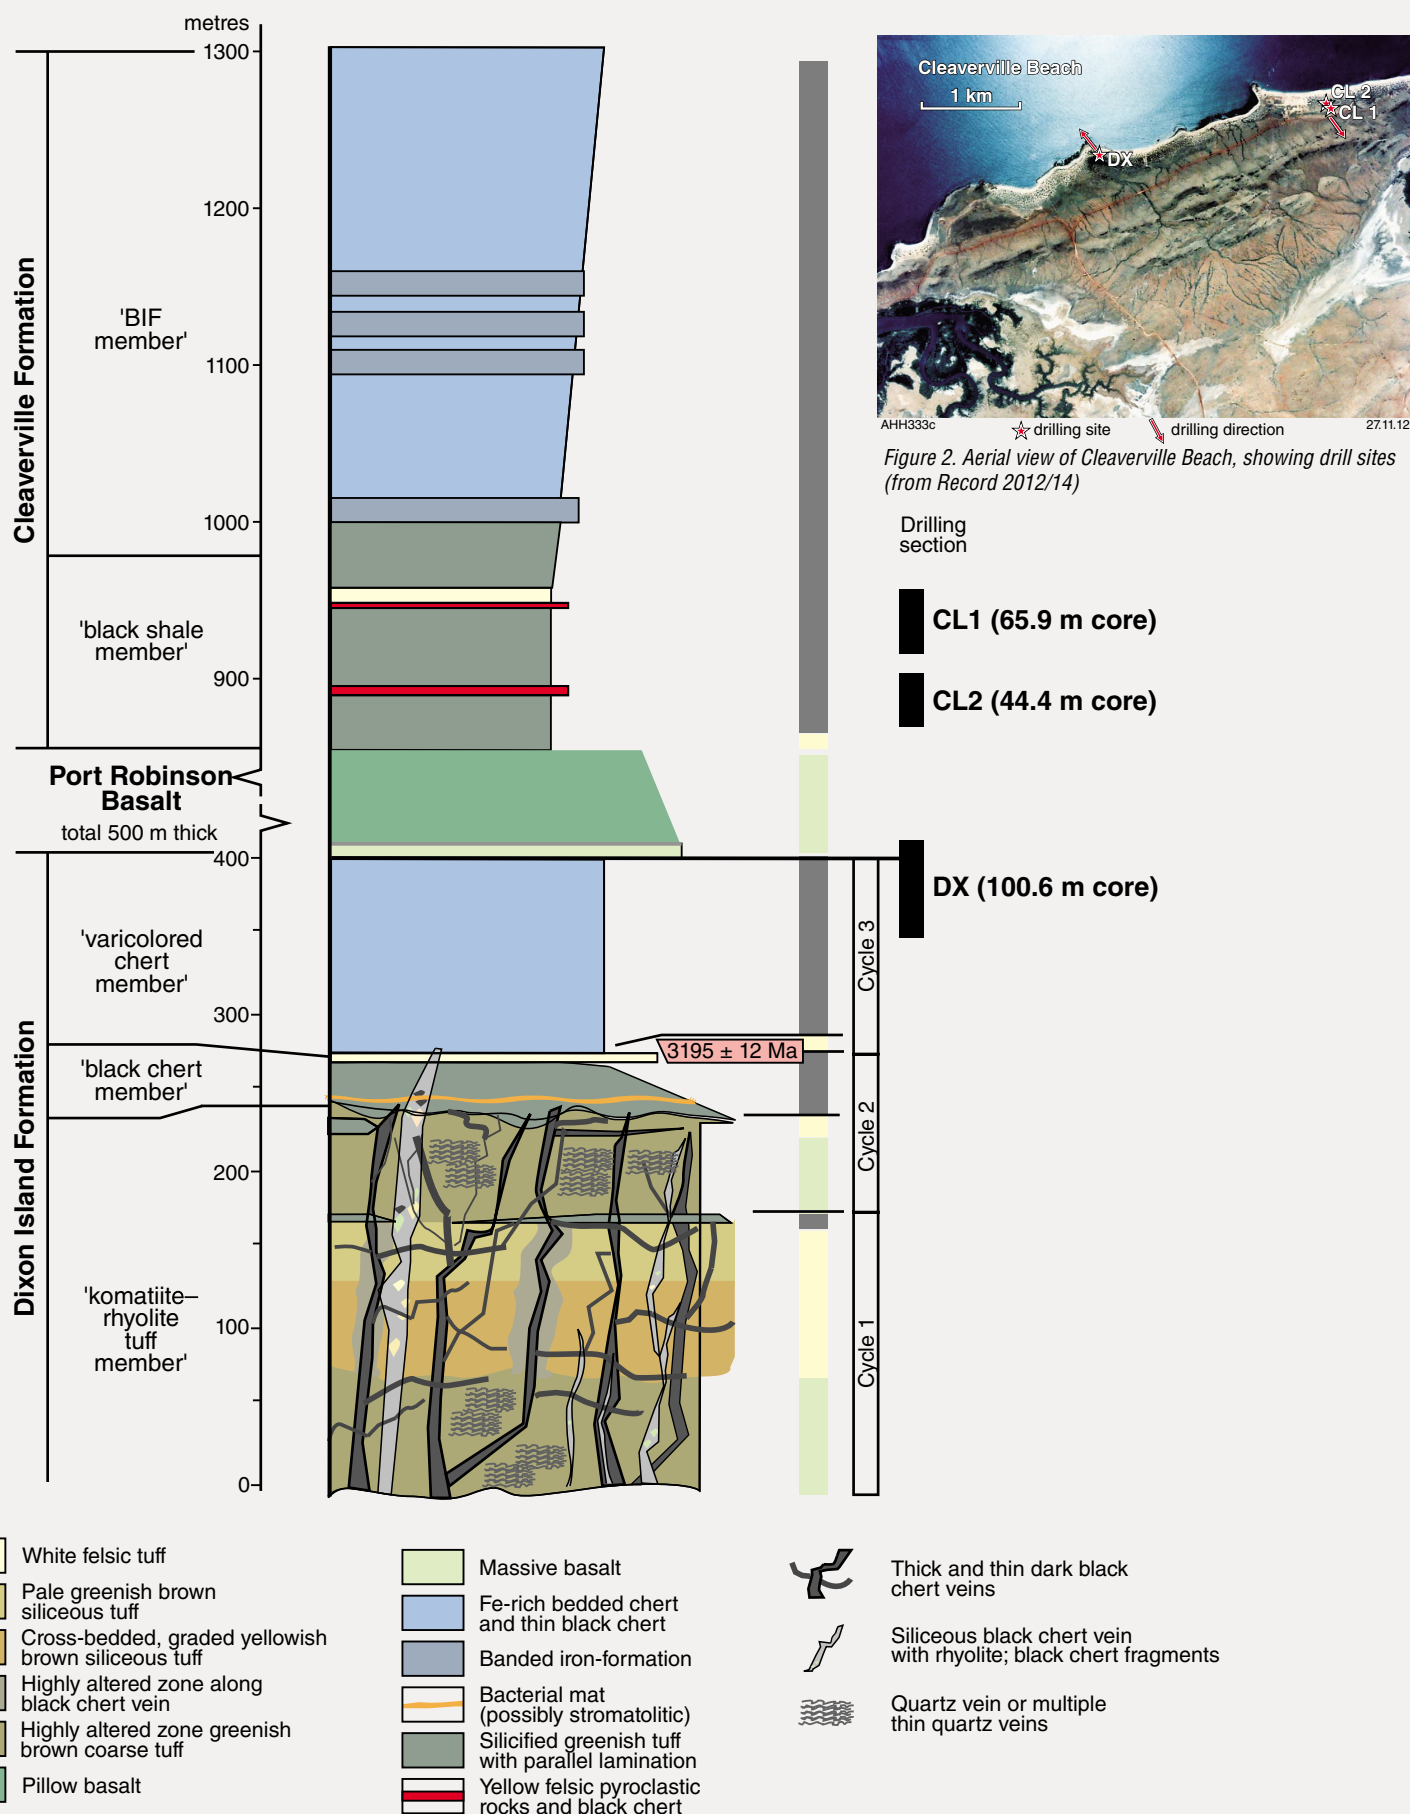 metres
1300
1200
1100
1000
900
400
300
200
100
0
Cleaverville Formation
'BIF
member'
'black shale
member'
Port Robinson
Basalt
total 500 m thick
Dixon Island Formation
'varicolored
chert
member'
'black chert
member'
'komatiite–
rhyolite
tuff
member'
3195 ± 12 Ma
Cycle 3
Cycle 2
Cycle 1
Cleaverville Beach
1 km
CL 2
CL 1
DX
AHH333c
27.11.12
drilling site
drilling direction
Figure 2. Aerial view of Cleaverville Beach, showing drill sites
(from Record 2012/14)
Drilling
section
CL1 (65.9 m core)
CL2 (44.4 m core)
DX (100.6 m core)
White felsic tuff
Pale greenish brown
siliceous tuff
Cross-bedded, graded yellowish
brown siliceous tuff
Highly altered zone along
black chert vein
Highly altered zone greenish
brown coarse tuff
Pillow basalt
Massive basalt
Fe-rich bedded chert
and thin black chert
Banded iron-formation
Bacterial mat
(possibly stromatolitic)
Silicified greenish tuff
with parallel lamination
Yellow felsic pyroclastic
rocks and black chert
Thick and thin dark black
chert veins
Siliceous black chert vein
with rhyolite; black chert fragments
Quartz vein or multiple
thin quartz veins